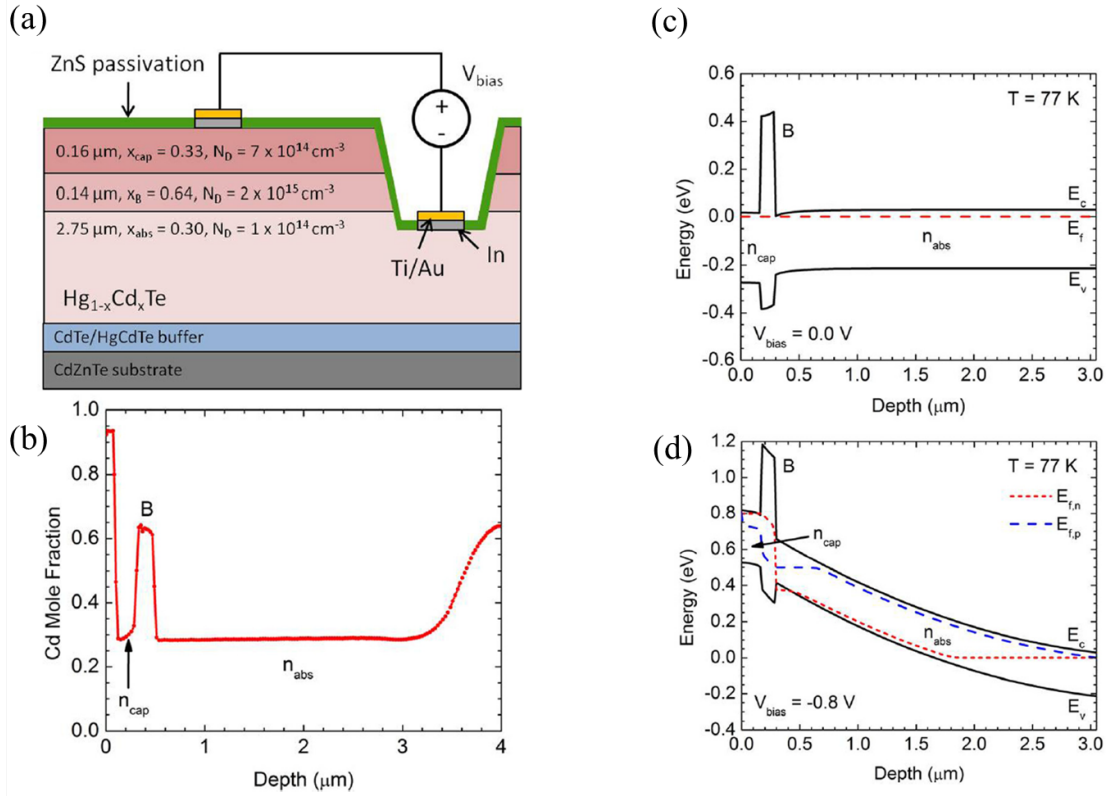 (a)
ZnS passivation
V_bias
+
-
0.16 μm, x_cap = 0.33, N_D = 7 x 10^14 cm^-3
0.14 μm, x_B = 0.64, N_D = 2 x 10^15 cm^-3
2.75 μm, x_abs = 0.30, N_D = 1 x 10^14 cm^-3
Ti/Au
In
Hg_1-xCd_xTe
CdTe/HgCdTe buffer
CdZnTe substrate
(b)
Cd Mole Fraction
1.0
0.8
0.6
0.4
0.2
0.0
B
n_cap
n_abs
0
1
2
3
4
Depth (μm)
(c)
Energy (eV)
0.6
0.4
0.2
0.0
-0.2
-0.4
-0.6
T = 77 K
B
E_c
E_f
n_cap
n_abs
E_v
V_bias = 0.0 V
0.0
0.5
1.0
1.5
2.0
2.5
3.0
Depth (μm)
(d)
Energy (eV)
1.2
1.0
0.8
0.6
0.4
0.2
0.0
-0.2
-0.4
B
T = 77 K
E_f,n
E_f,p
n_cap
n_abs
E_c
E_v
V_bias = -0.8 V
0.0
0.5
1.0
1.5
2.0
2.5
3.0
Depth (μm)